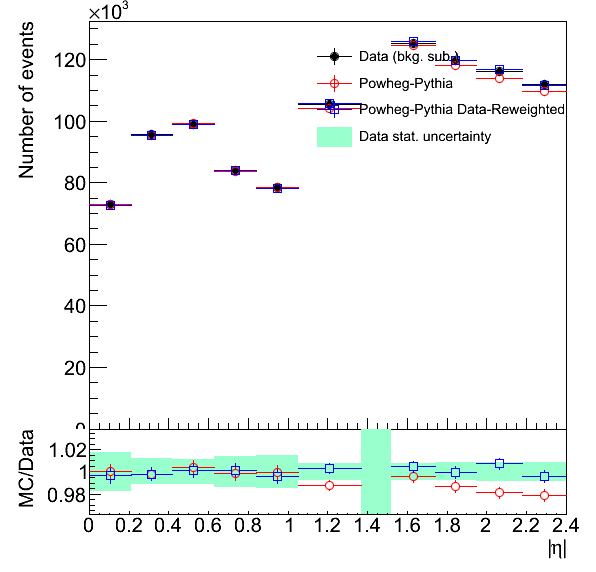 ×10³
Number of events
120
100
80
60
40
20
0
Data (bkg. sub.)
Powheg-Pythia
Powheg-Pythia Data-Reweighted
Data stat. uncertainty
MC/Data
1.02
1
0.98
0 0.2 0.4 0.6 0.8 1 1.2 1.4 1.6 1.8 2 2.2 2.4
|η|